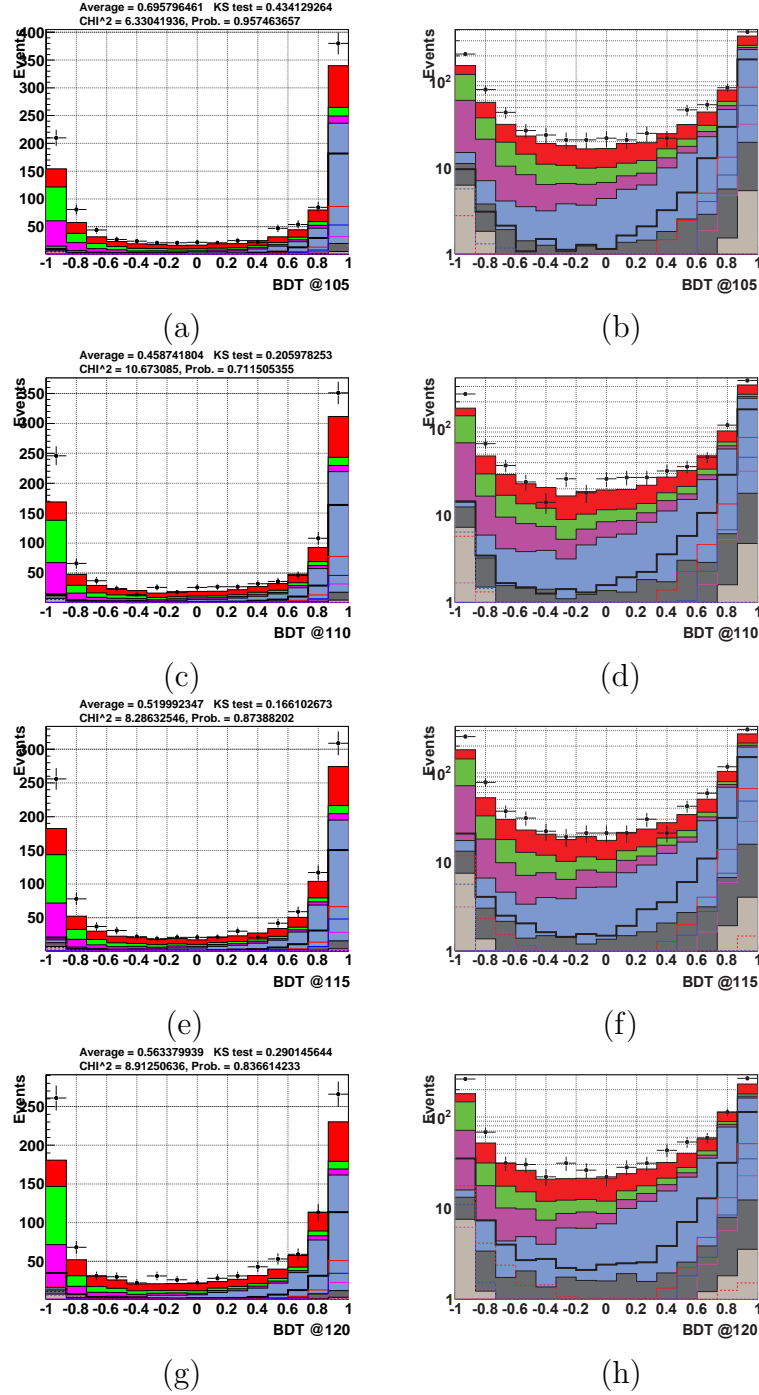 Average = 0.695796461 KS test = 0.434129264
CHI^2 = 6.33041936, Prob. = 0.957463657
Events
400
350
300
250
200
150
100
50
-1 -0.8 -0.6 -0.4 -0.2 0 0.2 0.4 0.6 0.8 1
BDT @105
(a)
Events
10^2
10
1
-1 -0.8 -0.6 -0.4 -0.2 0 0.2 0.4 0.6 0.8 1
BDT @105
(b)
Average = 0.458741804 KS test = 0.205978253
CHI^2 = 10.673085, Prob. = 0.711505355
Events
350
300
250
200
150
100
50
-1 -0.8 -0.6 -0.4 -0.2 0 0.2 0.4 0.6 0.8 1
BDT @110
(c)
Events
10^2
10
1
-1 -0.8 -0.6 -0.4 -0.2 0 0.2 0.4 0.6 0.8 1
BDT @110
(d)
Average = 0.519992347 KS test = 0.166102673
CHI^2 = 8.28632546, Prob. = 0.87388202
Events
300
250
200
150
100
50
-1 -0.8 -0.6 -0.4 -0.2 0 0.2 0.4 0.6 0.8 1
BDT @115
(e)
Events
10^2
10
1
-1 -0.8 -0.6 -0.4 -0.2 0 0.2 0.4 0.6 0.8 1
BDT @115
(f)
Average = 0.563379939 KS test = 0.290145644
CHI^2 = 8.91250636, Prob. = 0.836614233
Events
250
200
150
100
50
-1 -0.8 -0.6 -0.4 -0.2 0 0.2 0.4 0.6 0.8 1
BDT @120
(g)
Events
10^2
10
1
-1 -0.8 -0.6 -0.4 -0.2 0 0.2 0.4 0.6 0.8 1
BDT @120
(h)